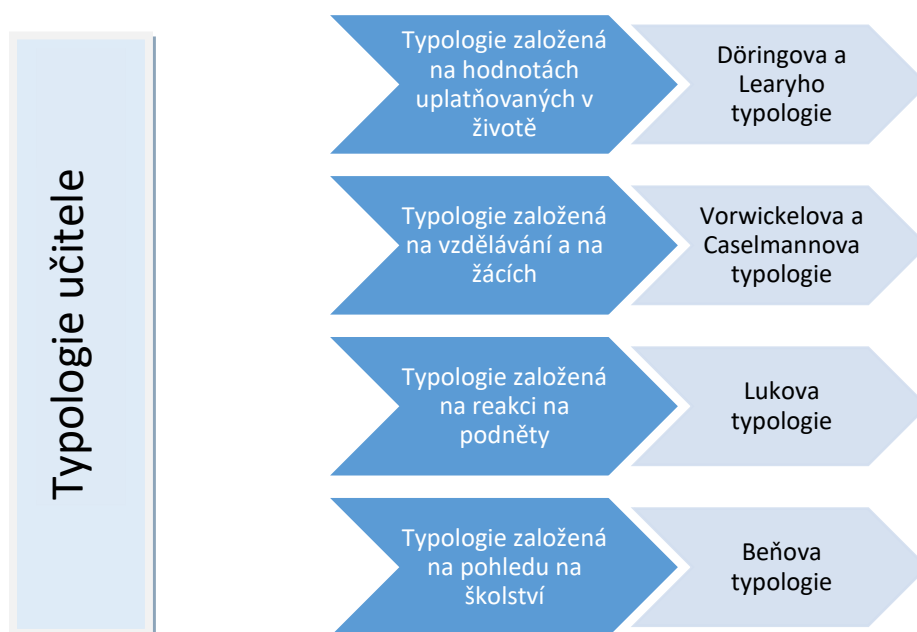 Typologie učitele
Typologie založená
na hodnotách
uplatňovaných v
životě
Döringova a
Learyho
typologie
Typologie založená
na vzdělávání a na
žácích
Vorwickelova a
Caselmannova
typologie
Typologie založená
na reakci na
podněty
Lukova
typologie
Typologie založená
na pohledu na
školství
Beňova
typologie